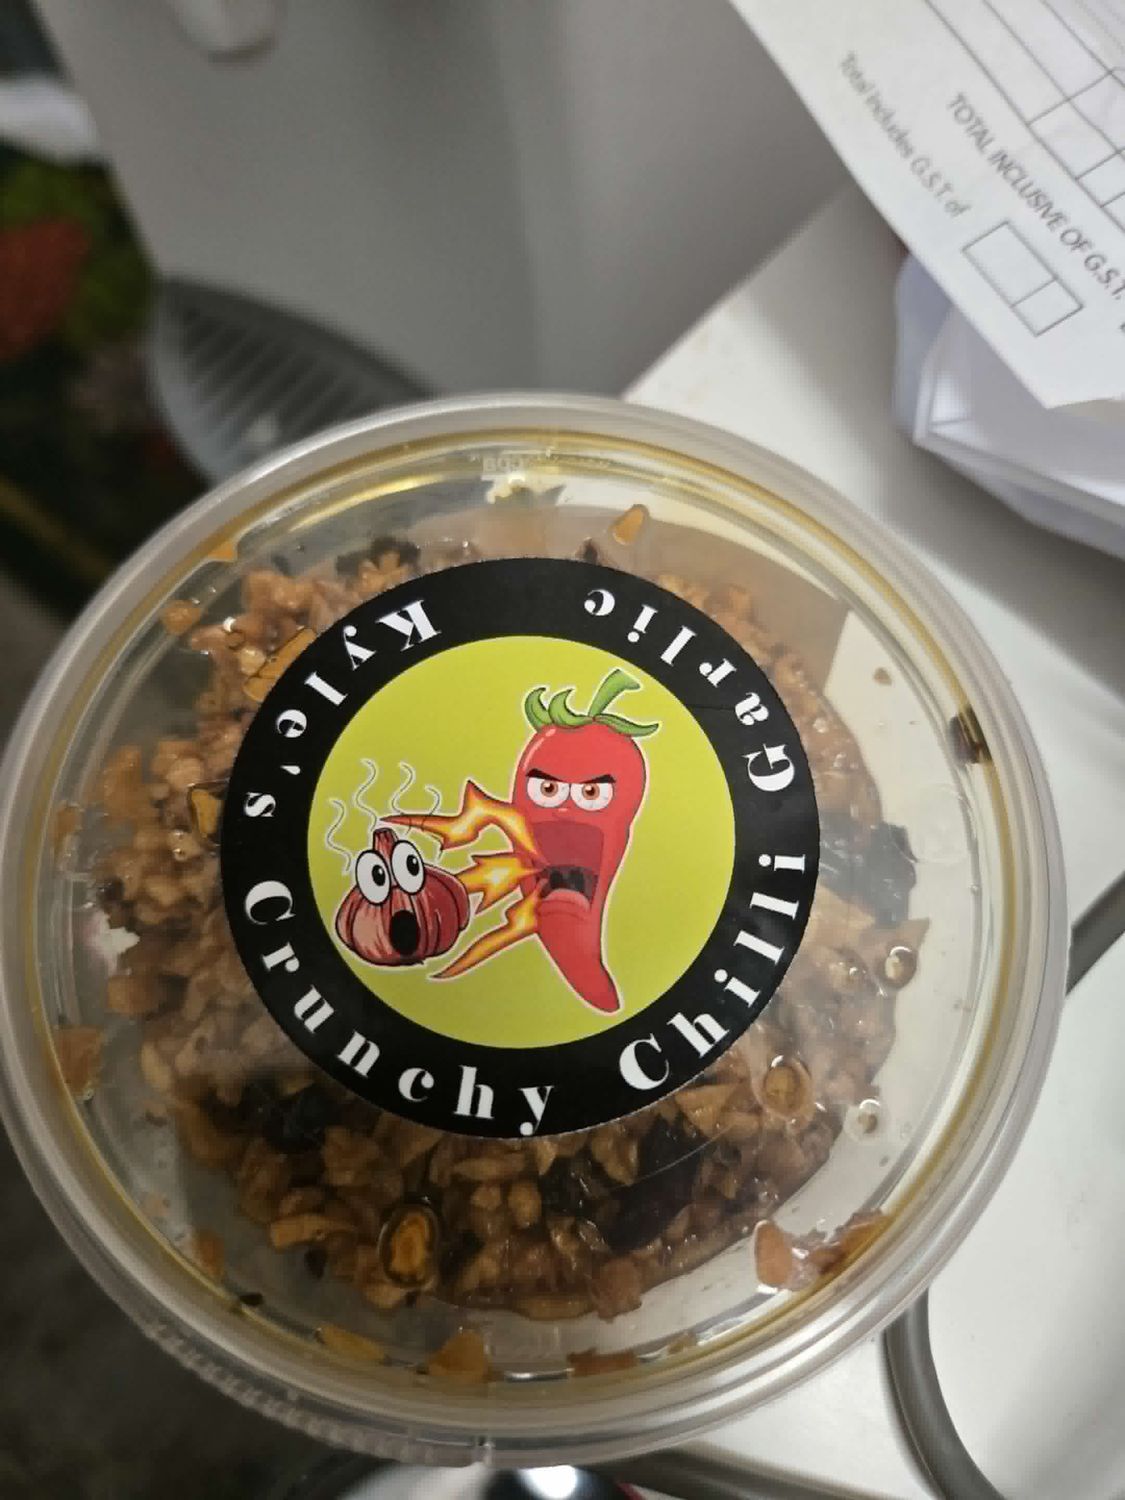 Kyle's Crunchy Chilli Garlic
TOTAL INCLUSIVE OF G.S.T.
Total includes G.S.T. of